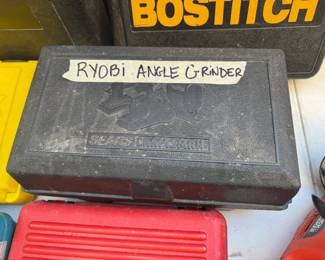 BOSTITCH
RYOBI ANGLE GRINDER
SEARS CRAFTSMAN